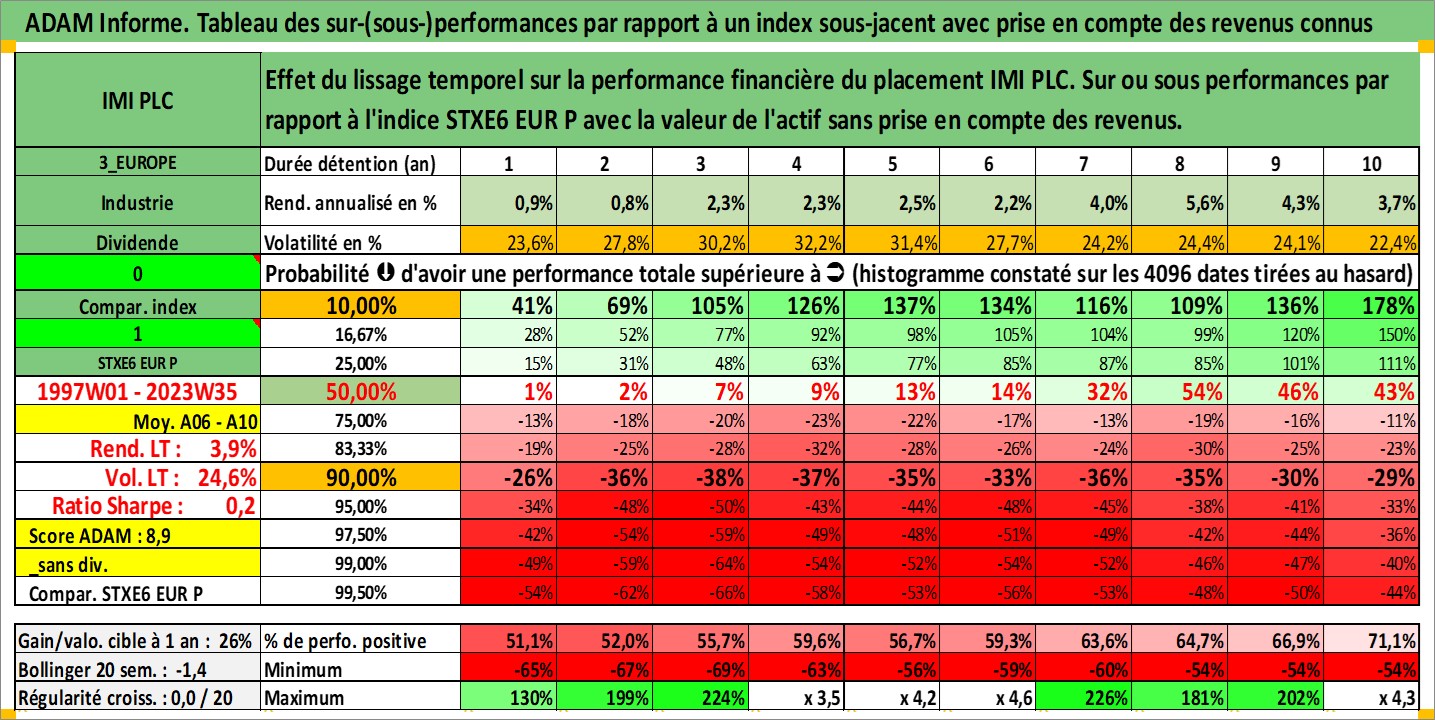 ADAM Informe. Tableau des sur-(sous-)performances par rapport à un index sous-jacent avec prise en compte des revenus connus
IMI PLC
Effet du lissage temporel sur la performance financière du placement IMI PLC. Sur ou sous performances par
rapport à l'indice STXE6 EUR P avec la valeur de l'actif sans prise en compte des revenus.
3_EUROPE Durée détention (an) 1 2 3 4 5 6 7 8 9 10
Industrie Rend. annualisé en % 0,9% 0,8% 2,3% 2,3% 2,5% 2,2% 4,0% 5,6% 4,3% 3,7%
Dividende Volatilité en % 23,6% 27,8% 30,2% 32,2% 31,4% 27,7% 24,2% 24,4% 24,1% 22,4%
0 Probabilité d'avoir une performance totale supérieure à (histogramme constaté sur les 4096 dates tirées au hasard)
Compar. index 10,00% 41% 69% 105% 126% 137% 134% 116% 109% 136% 178%
1 16,67% 28% 52% 77% 92% 98% 105% 104% 99% 120% 150%
STXE6 EUR P 25,00% 15% 31% 48% 63% 77% 85% 87% 85% 101% 111%
1997W01 - 2023W35 50,00% 1% 2% 7% 9% 13% 14% 32% 54% 46% 43%
Moy. A06 - A10 75,00% -13% -18% -20% -23% -22% -17% -13% -19% -16% -11%
Rend. LT : 3,9% 83,33% -19% -25% -28% -32% -28% -26% -24% -30% -25% -23%
Vol. LT : 24,6% 90,00% -26% -36% -38% -37% -35% -33% -36% -35% -30% -29%
Ratio Sharpe : 0,2 95,00% -34% -48% -50% -43% -44% -48% -45% -38% -41% -33%
Score ADAM : 8,9 97,50% -42% -54% -59% -49% -48% -51% -49% -42% -44% -36%
_sans div. 99,00% -49% -59% -64% -54% -52% -54% -52% -46% -47% -40%
Compar. STXE6 EUR P 99,50% -54% -62% -66% -58% -53% -56% -53% -48% -50% -44%
Gain/valo. cible à 1 an : 26% % de perfo. positive 51,1% 52,0% 55,7% 59,6% 56,7% 59,3% 63,6% 64,7% 66,9% 71,1%
Bollinger 20 sem. : -1,4 Minimum -65% -67% -69% -63% -56% -59% -60% -54% -54% -54%
Régularité croiss. : 0,0 / 20 Maximum 130% 199% 224% x 3,5 x 4,2 x 4,6 226% 181% 202% x 4,3